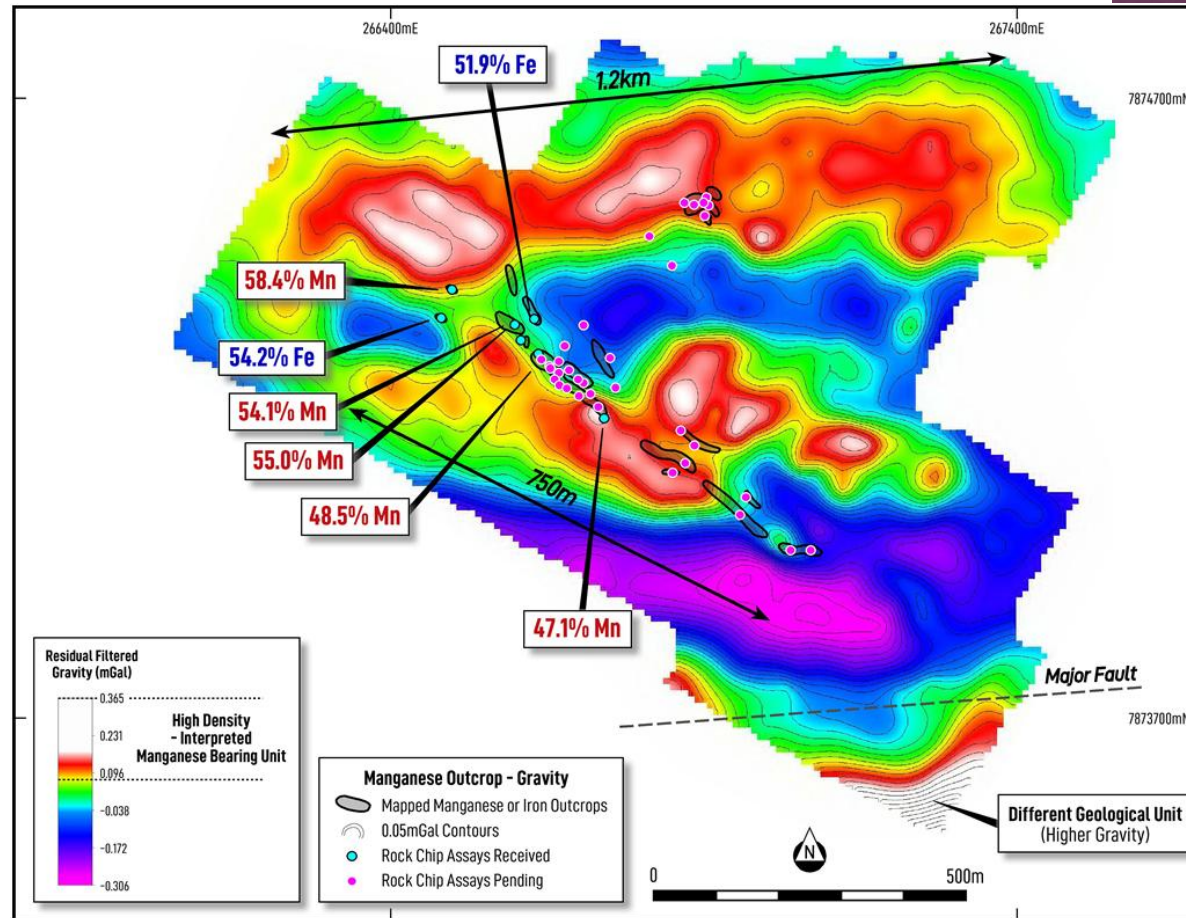 266400mE
267400mE
51.9% Fe
1.2km
7874700mN
58.4% Mn
54.2% Fe
54.1% Mn
55.0% Mn
48.5% Mn
750m
47.1% Mn
Major Fault
7873700mN
Residual Filtered
Gravity (mGal)
0.365
0.231
0.096
-0.038
-0.172
-0.306
High Density
- Interpreted
Manganese Bearing Unit
Manganese Outcrop - Gravity
Mapped Manganese or Iron Outcrops
0.05mGal Contours
Rock Chip Assays Received
Rock Chip Assays Pending
N
0
500m
Different Geological Unit
(Higher Gravity)